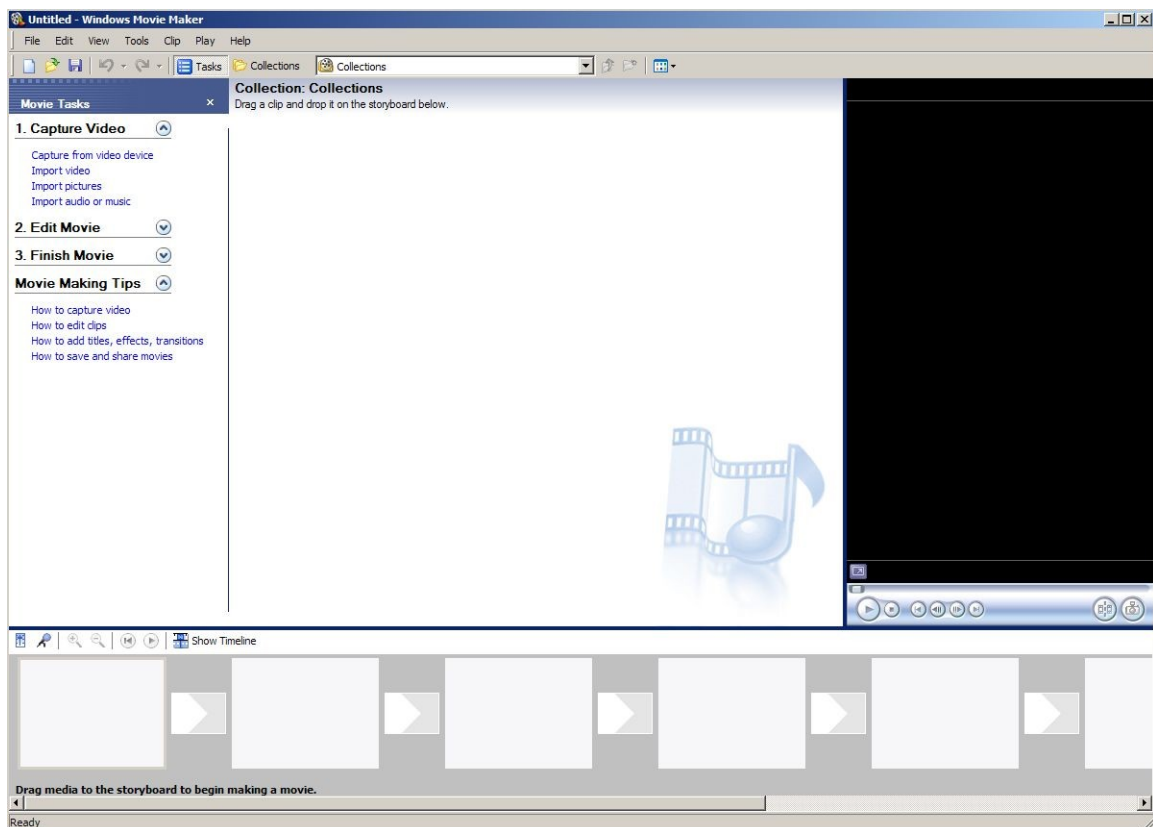 Untitled - Windows Movie Maker
File Edit View Tools Clip Play Help
Tasks Collections Collections
Movie Tasks
Collection: Collections
Drag a clip and drop it on the storyboard below.
1. Capture Video
Capture from video device
Import video
Import pictures
Import audio or music
2. Edit Movie
3. Finish Movie
Movie Making Tips
How to capture video
How to edit clips
How to add titles, effects, transitions
How to save and share movies
Show Timeline
Drag media to the storyboard to begin making a movie.
Ready